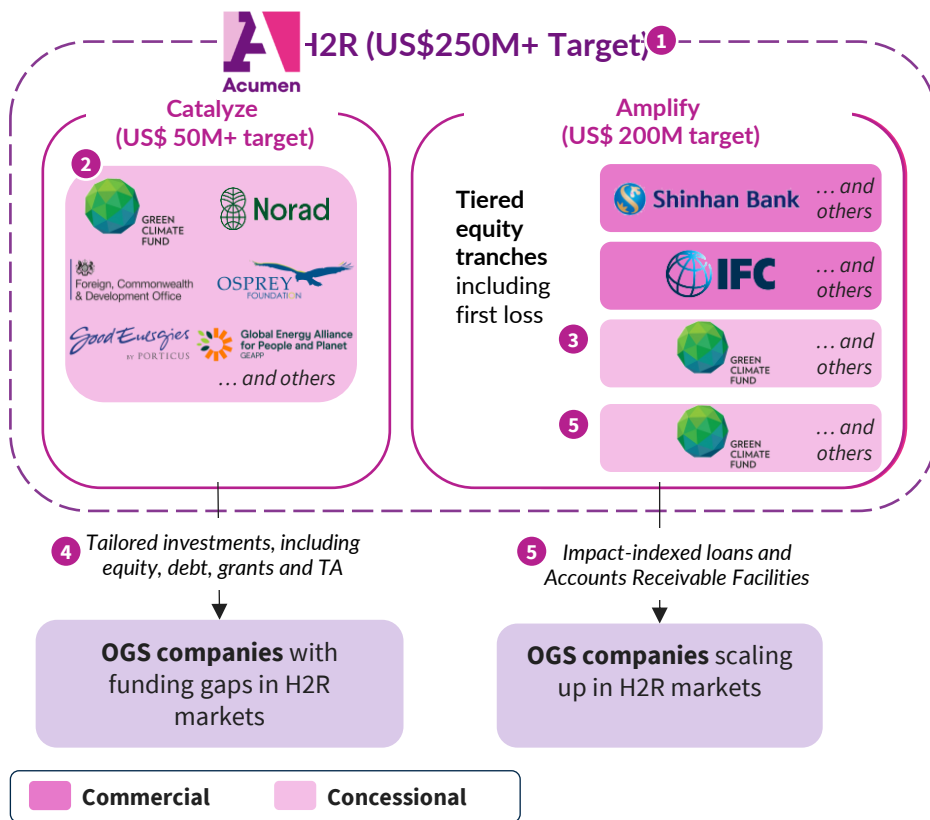 H2R (US$250M+ Target)
1
Acumen
Catalyze
(US$ 50M+ target)
2
GREEN
CLIMATE
FUND
Norad
Foreign, Commonwealth
& Development Office
OSPREY
FOUNDATION
Good Energies
BY PORTICUS
Global Energy Alliance
for People and Planet
GEAPP
… and others
Amplify
(US$ 200M target)
Tiered
equity
tranches
including
first loss
Shinhan Bank
… and
others
IFC
… and
others
3
GREEN
CLIMATE
FUND
… and
others
5
GREEN
CLIMATE
FUND
… and
others
4
Tailored investments, including
equity, debt, grants and TA
5
Impact-indexed loans and
Accounts Receivable Facilities
OGS companies with
funding gaps in H2R
markets
OGS companies scaling
up in H2R markets
Commercial
Concessional